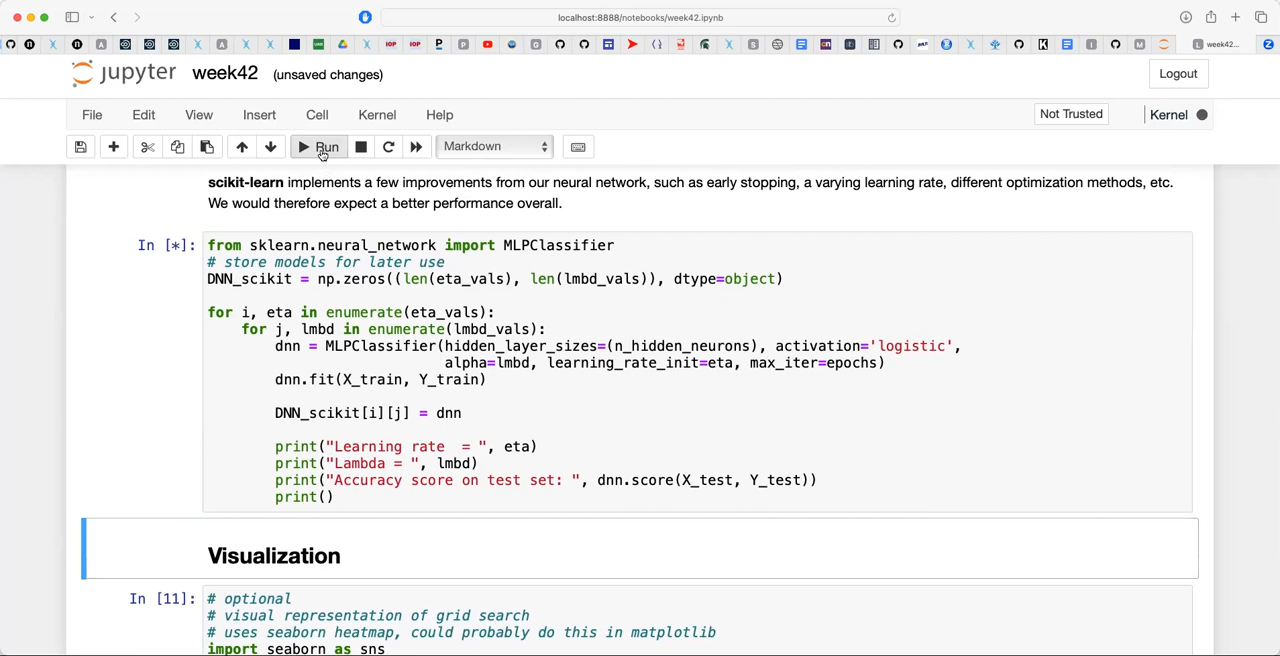 localhost:8888/notebooks/week42.ipynb
week42...
jupyter week42 (unsaved changes)
Logout
File Edit View Insert Cell Kernel Help
Not Trusted
Kernel
Run
Markdown
scikit-learn implements a few improvements from our neural network, such as early stopping, a varying learning rate, different optimization methods, etc.
We would therefore expect a better performance overall.
In [*]: from sklearn.neural_network import MLPClassifier
# store models for later use
DNN_scikit = np.zeros((len(eta_vals), len(lmbd_vals)), dtype=object)
for i, eta in enumerate(eta_vals):
for j, lmbd in enumerate(lmbd_vals):
dnn = MLPClassifier(hidden_layer_sizes=(n_hidden_neurons), activation='logistic',
alpha=lmbd, learning_rate_init=eta, max_iter=epochs)
dnn.fit(X_train, Y_train)
DNN_scikit[i][j] = dnn
print("Learning rate  = ", eta)
print("Lambda = ", lmbd)
print("Accuracy score on test set: ", dnn.score(X_test, Y_test))
print()
Visualization
In [11]: # optional
# visual representation of grid search
# uses seaborn heatmap, could probably do this in matplotlib
import seaborn as sns